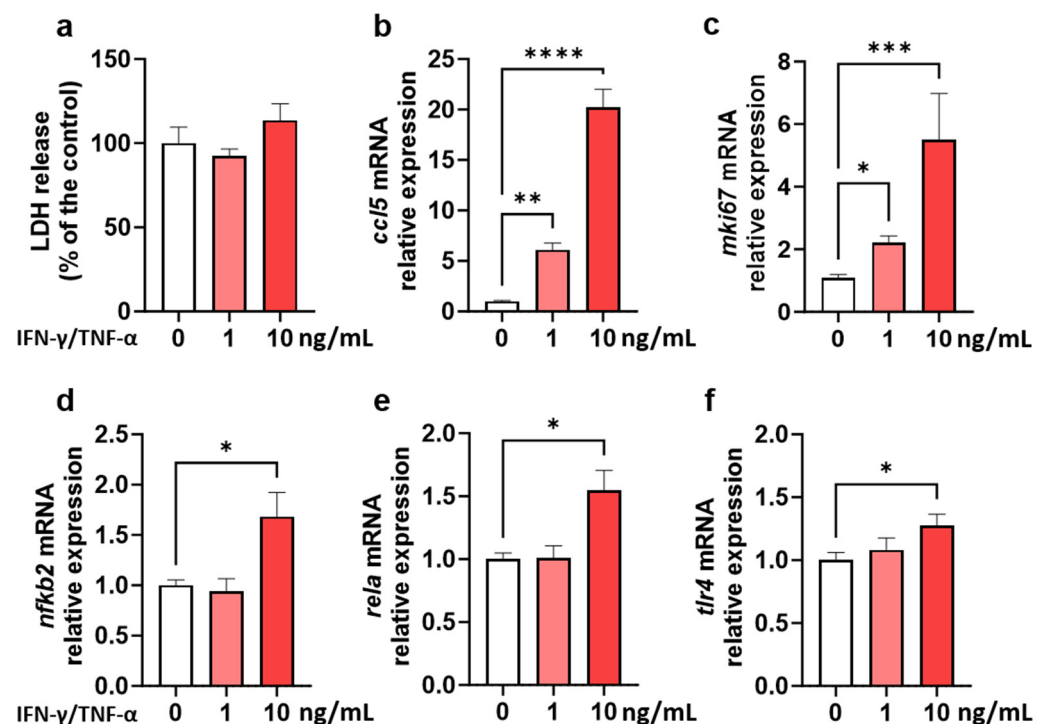 a
LDH release
(% of the control)
150
100
50
0
IFN-γ/TNF-α
0 1 10 ng/mL
b
ccl5 mRNA
relative expression
25
20
15
10
5
0
**
****
0 1 10 ng/mL
c
mki67 mRNA
relative expression
8
6
4
2
0
*
***
0 1 10 ng/mL
d
nfkb2 mRNA
relative expression
2.5
2.0
1.5
1.0
0.5
0.0
*
IFN-γ/TNF-α
0 1 10 ng/mL
e
rela mRNA
relative expression
2.0
1.5
1.0
0.5
0.0
*
0 1 10 ng/mL
f
tlr4 mRNA
relative expression
2.0
1.5
1.0
0.5
0.0
*
0 1 10 ng/mL